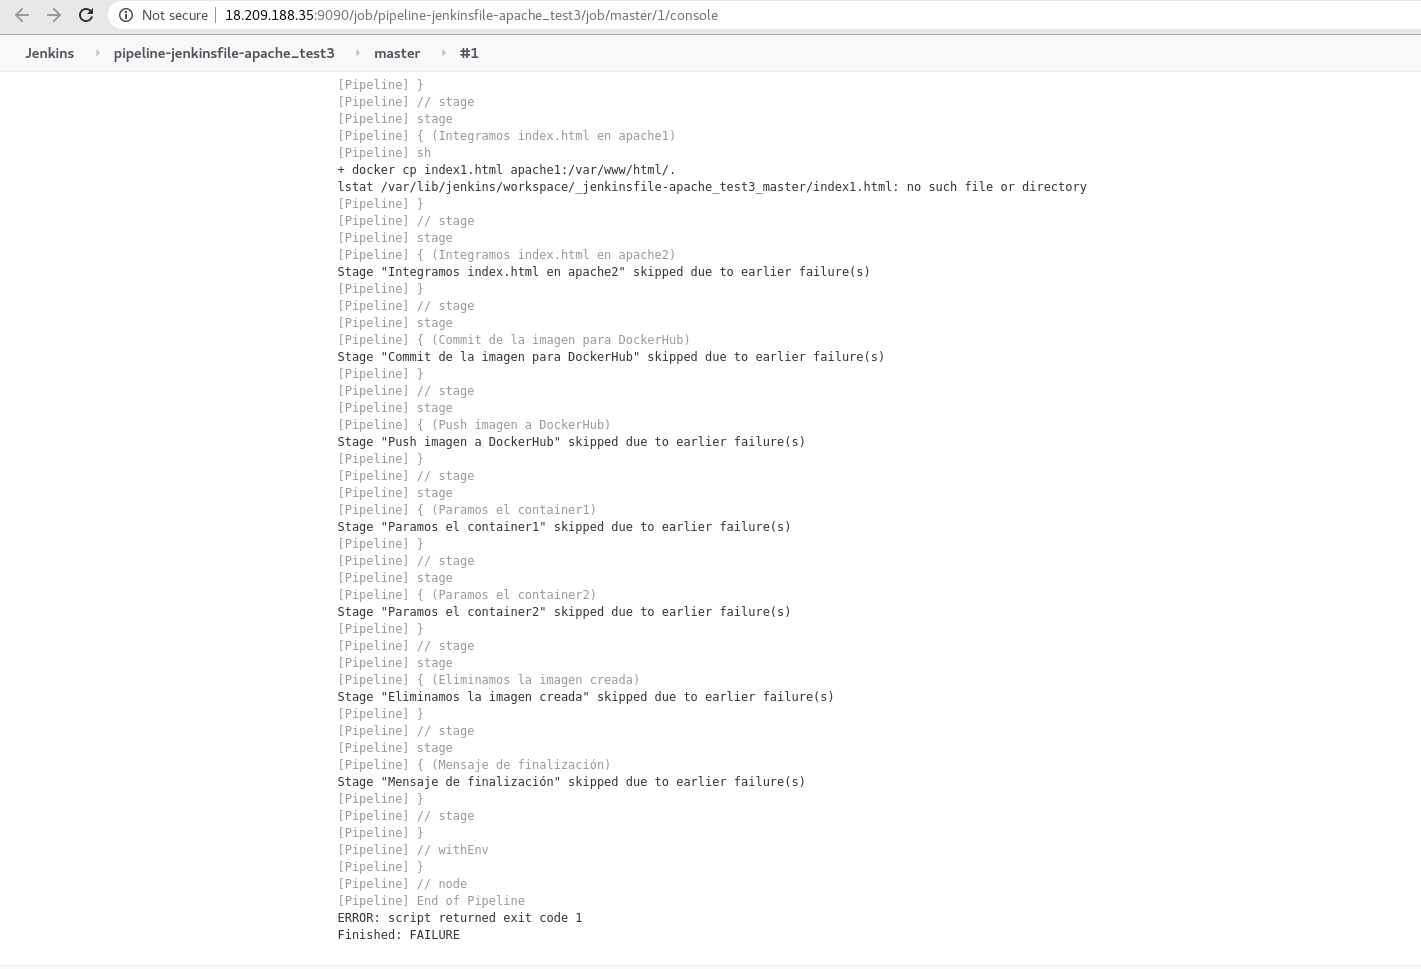 Not secure 18.209.188.35:9090/job/pipeline-jenkinsfile-apache_test3/job/master/1/console
Jenkins pipeline-jenkinsfile-apache_test3 master #1
[Pipeline] }
[Pipeline] // stage
[Pipeline] stage
[Pipeline] { (Integramos index.html en apache1)
[Pipeline] sh
+ docker cp index1.html apache1:/var/www/html/.
lstat /var/lib/jenkins/workspace/_jenkinsfile-apache_test3_master/index1.html: no such file or directory
[Pipeline] }
[Pipeline] // stage
[Pipeline] stage
[Pipeline] { (Integramos index.html en apache2)
Stage "Integramos index.html en apache2" skipped due to earlier failure(s)
[Pipeline] }
[Pipeline] // stage
[Pipeline] stage
[Pipeline] { (Commit de la imagen para DockerHub)
Stage "Commit de la imagen para DockerHub" skipped due to earlier failure(s)
[Pipeline] }
[Pipeline] // stage
[Pipeline] stage
[Pipeline] { (Push imagen a DockerHub)
Stage "Push imagen a DockerHub" skipped due to earlier failure(s)
[Pipeline] }
[Pipeline] // stage
[Pipeline] stage
[Pipeline] { (Paramos el container1)
Stage "Paramos el container1" skipped due to earlier failure(s)
[Pipeline] }
[Pipeline] // stage
[Pipeline] stage
[Pipeline] { (Paramos el container2)
Stage "Paramos el container2" skipped due to earlier failure(s)
[Pipeline] }
[Pipeline] // stage
[Pipeline] stage
[Pipeline] { (Eliminamos la imagen creada)
Stage "Eliminamos la imagen creada" skipped due to earlier failure(s)
[Pipeline] }
[Pipeline] // stage
[Pipeline] stage
[Pipeline] { (Mensaje de finalización)
Stage "Mensaje de finalización" skipped due to earlier failure(s)
[Pipeline] }
[Pipeline] // stage
[Pipeline] }
[Pipeline] // withEnv
[Pipeline] }
[Pipeline] // node
[Pipeline] End of Pipeline
ERROR: script returned exit code 1
Finished: FAILURE